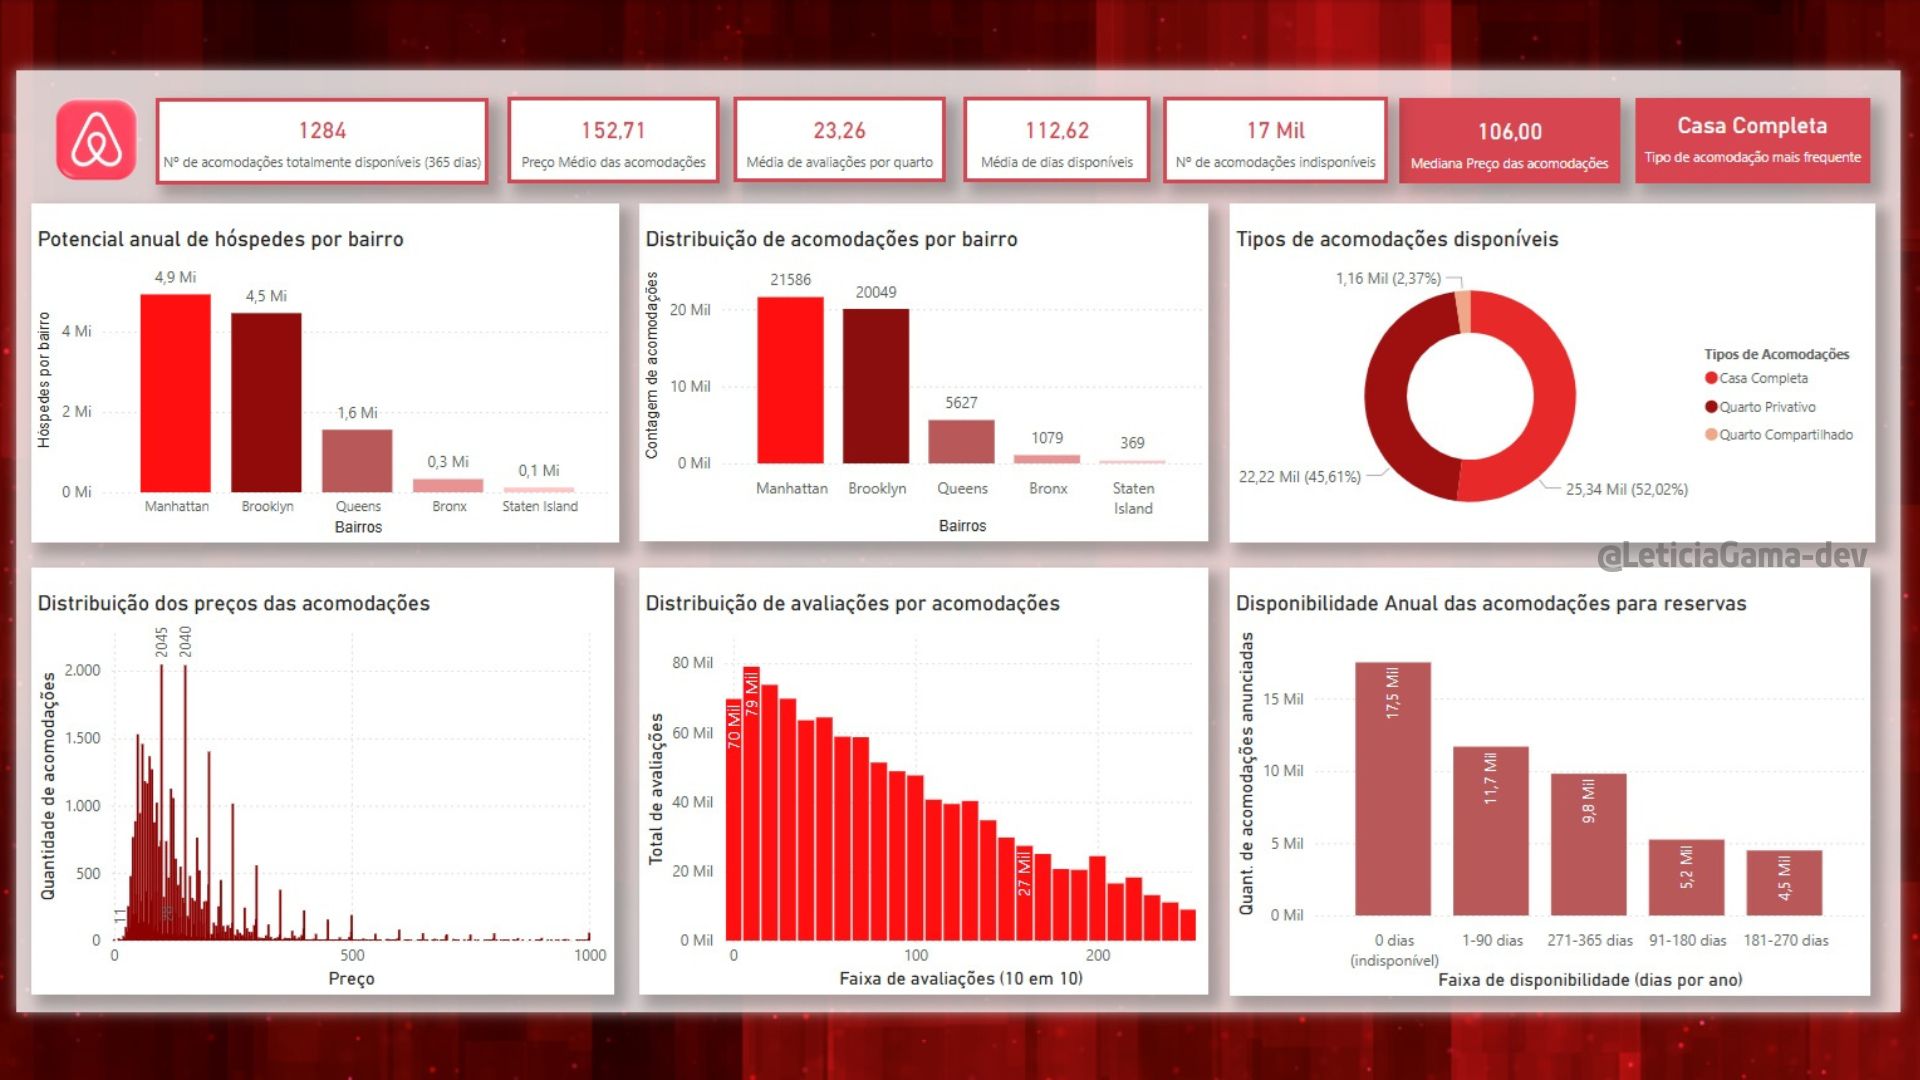 1284
Nº de acomodações totalmente disponíveis (365 dias)
152,71
Preço Médio das acomodações
23,26
Média de avaliações por quarto
112,62
Média de dias disponíveis
17 Mil
Nº de acomodações indisponíveis
106,00
Mediana Preço das acomodações
Casa Completa
Tipo de acomodação mais frequente
Potencial anual de hóspedes por bairro
Hóspedes por bairro
4 Mi
2 Mi
0 Mi
4,9 Mi
4,5 Mi
1,6 Mi
0,3 Mi
0,1 Mi
Manhattan
Brooklyn
Queens
Bronx
Staten Island
Bairros
Distribuição de acomodações por bairro
Contagem de acomodações
20 Mil
10 Mil
0 Mil
21586
20049
5627
1079
369
Manhattan
Brooklyn
Queens
Bronx
Staten
Island
Bairros
Tipos de acomodações disponíveis
1,16 Mil (2,37%)
22,22 Mil (45,61%)
25,34 Mil (52,02%)
Tipos de Acomodações
Casa Completa
Quarto Privativo
Quarto Compartilhado
@LeticiaGama-dev
Distribuição dos preços das acomodações
Quantidade de acomodações
2.000
1.500
1.000
500
0
11
2045
2040
0
500
1000
Preço
Distribuição de avaliações por acomodações
Total de avaliações
80 Mil
60 Mil
40 Mil
20 Mil
0 Mil
70 Mil
79 Mil
27 Mil
0
100
200
Faixa de avaliações (10 em 10)
Disponibilidade Anual das acomodações para reservas
Quant. de acomodações anunciadas
15 Mil
10 Mil
5 Mil
0 Mil
17,5 Mil
11,7 Mil
9,8 Mil
5,2 Mil
4,5 Mil
0 dias
(indisponível)
1-90 dias
271-365 dias
91-180 dias
181-270 dias
Faixa de disponibilidade (dias por ano)